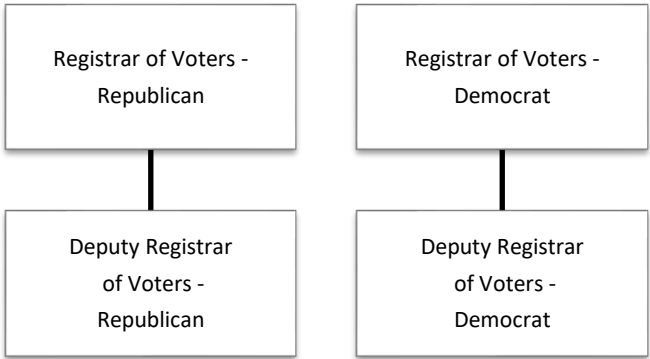 Registrar of Voters -
Republican
Registrar of Voters -
Democrat
Deputy Registrar
of Voters -
Republican
Deputy Registrar
of Voters -
Democrat